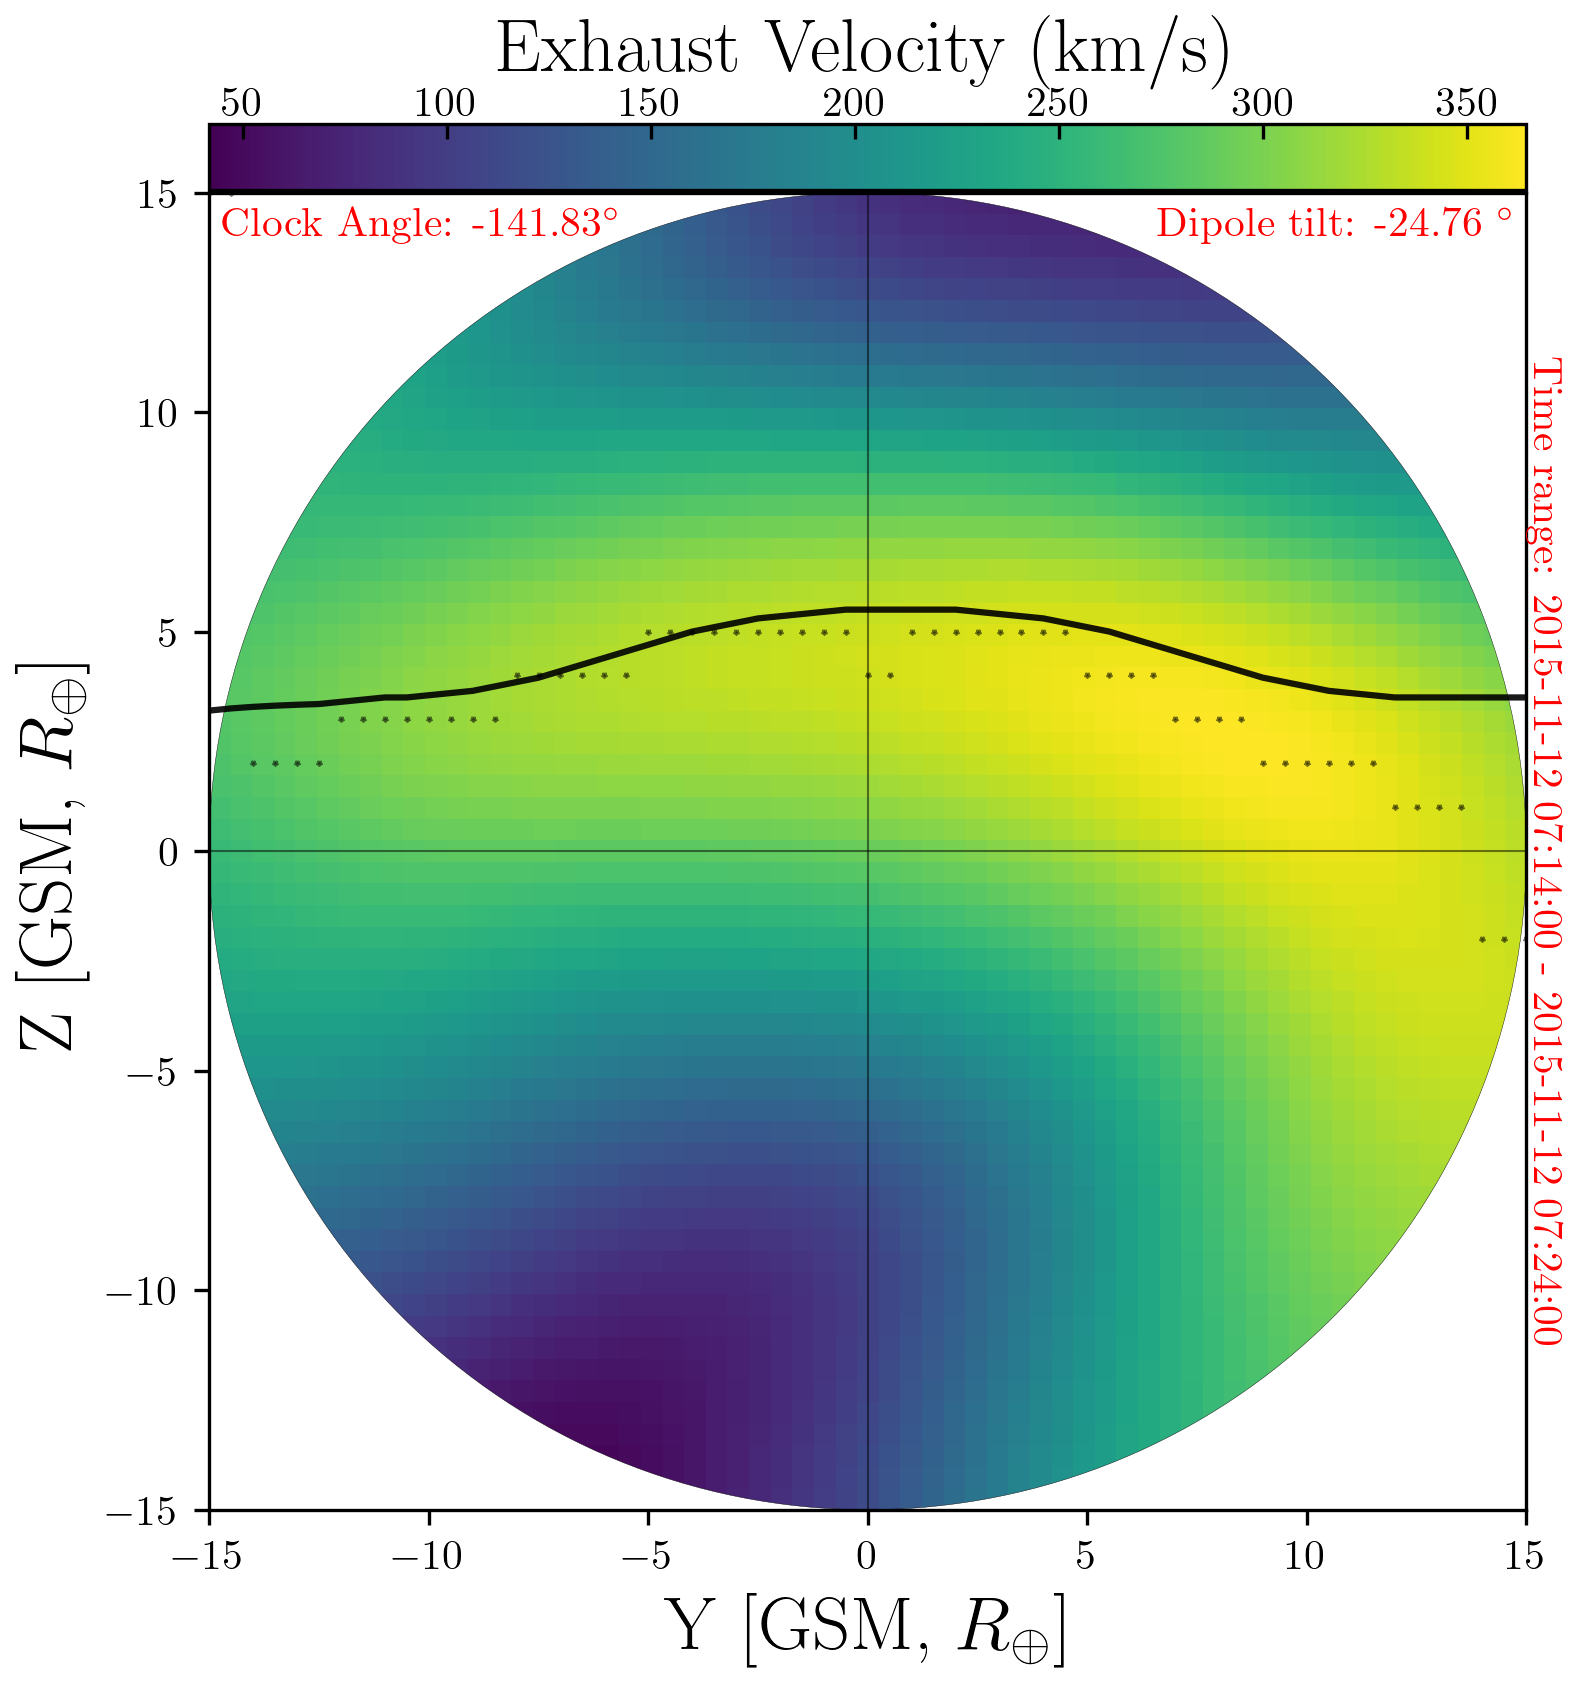 Exhaust Velocity (km/s)
50 100 150 200 250 300 350
Clock Angle: -141.83°
Dipole tilt: -24.76 °
15
10
5
0
−5
−10
−15
Z [GSM, R⊕]
Time range: 2015-11-12 07:14:00 - 2015-11-12 07:24:00
−15 −10 −5 0 5 10 15
Y [GSM, R⊕]